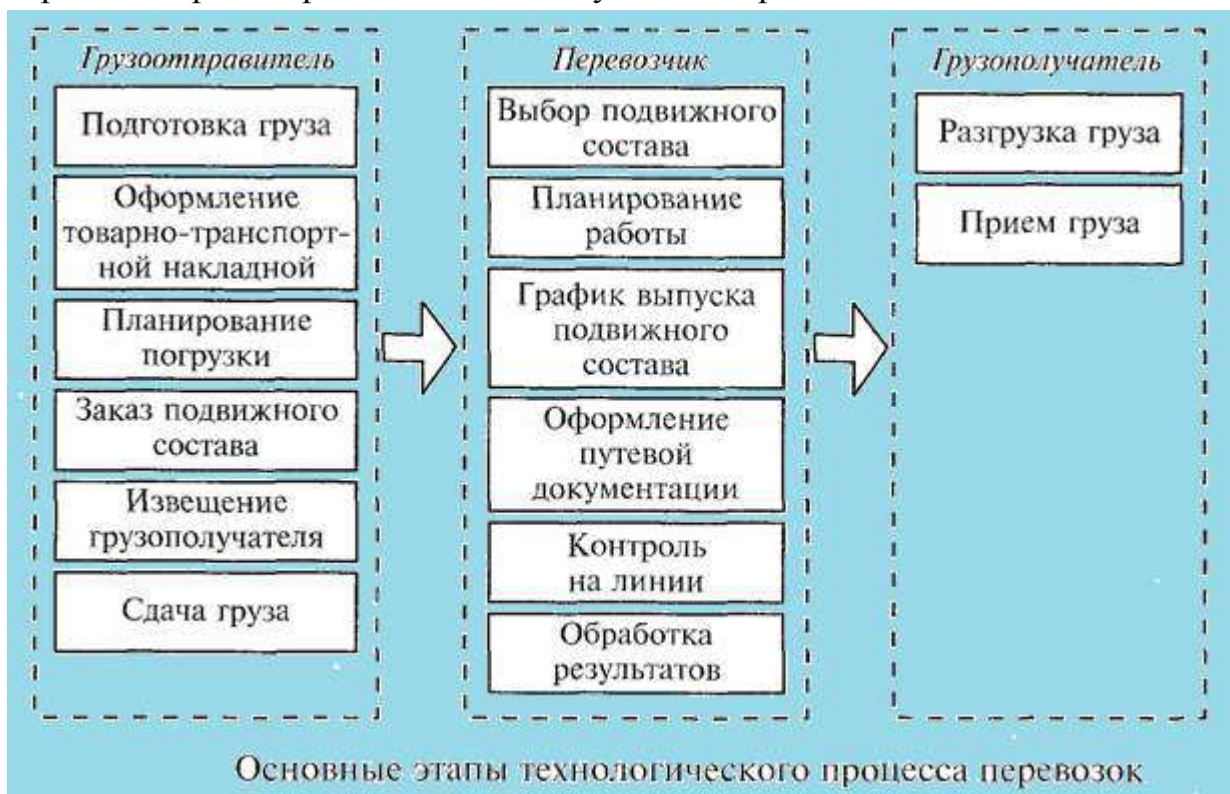 Грузоотправитель
Подготовка груза
Оформление
товарно-транспорт-
ной накладной
Планирование
погрузки
Заказ подвижного
состава
Извещение
грузополучателя
Сдача груза
Перевозчик
Выбор подвижного
состава
Планирование
работы
График выпуска
подвижного
состава
Оформление
путевой
документации
Контроль
на линии
Обработка
результатов
Грузополучатель
Разгрузка груза
Прием груза
Основные этапы технологического процесса перевозок